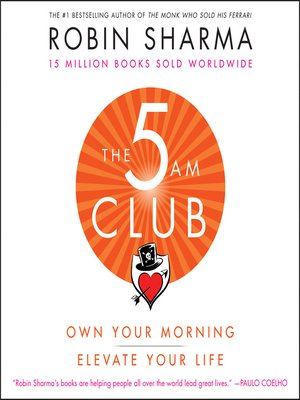 THE #1 BESTSELLING AUTHOR OF THE MONK WHO SOLD HIS FERRARI
ROBIN SHARMA
15 MILLION BOOKS SOLD WORLDWIDE
THE 5 AM
CLUB
OWN YOUR MORNING
ELEVATE YOUR LIFE
“Robin Sharma’s books are helping people all over the world lead great lives.” —PAULO COELHO